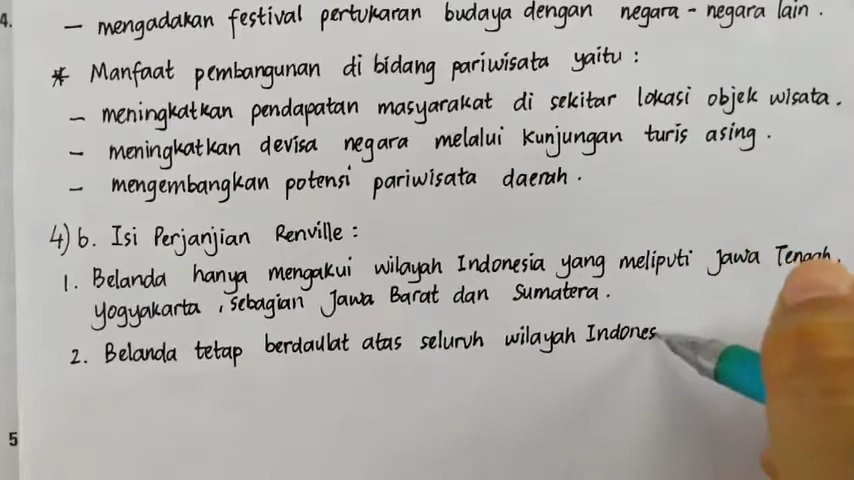 4.
- mengadakan festival pertukaran budaya dengan negara - negara lain.
* Manfaat pembangunan di bidang pariwisata yaitu :
- meningkatkan pendapatan masyarakat di sekitar lokasi objek wisata.
- meningkatkan devisa negara melalui kunjungan turis asing.
- mengembangkan potensi pariwisata daerah.
4) b. Isi Perjanjian Renville :
1. Belanda hanya mengakui wilayah Indonesia yang meliputi Jawa Tengah,
Yogyakarta, sebagian Jawa Barat dan Sumatera.
2. Belanda tetap berdaulat atas seluruh wilayah Indones
5